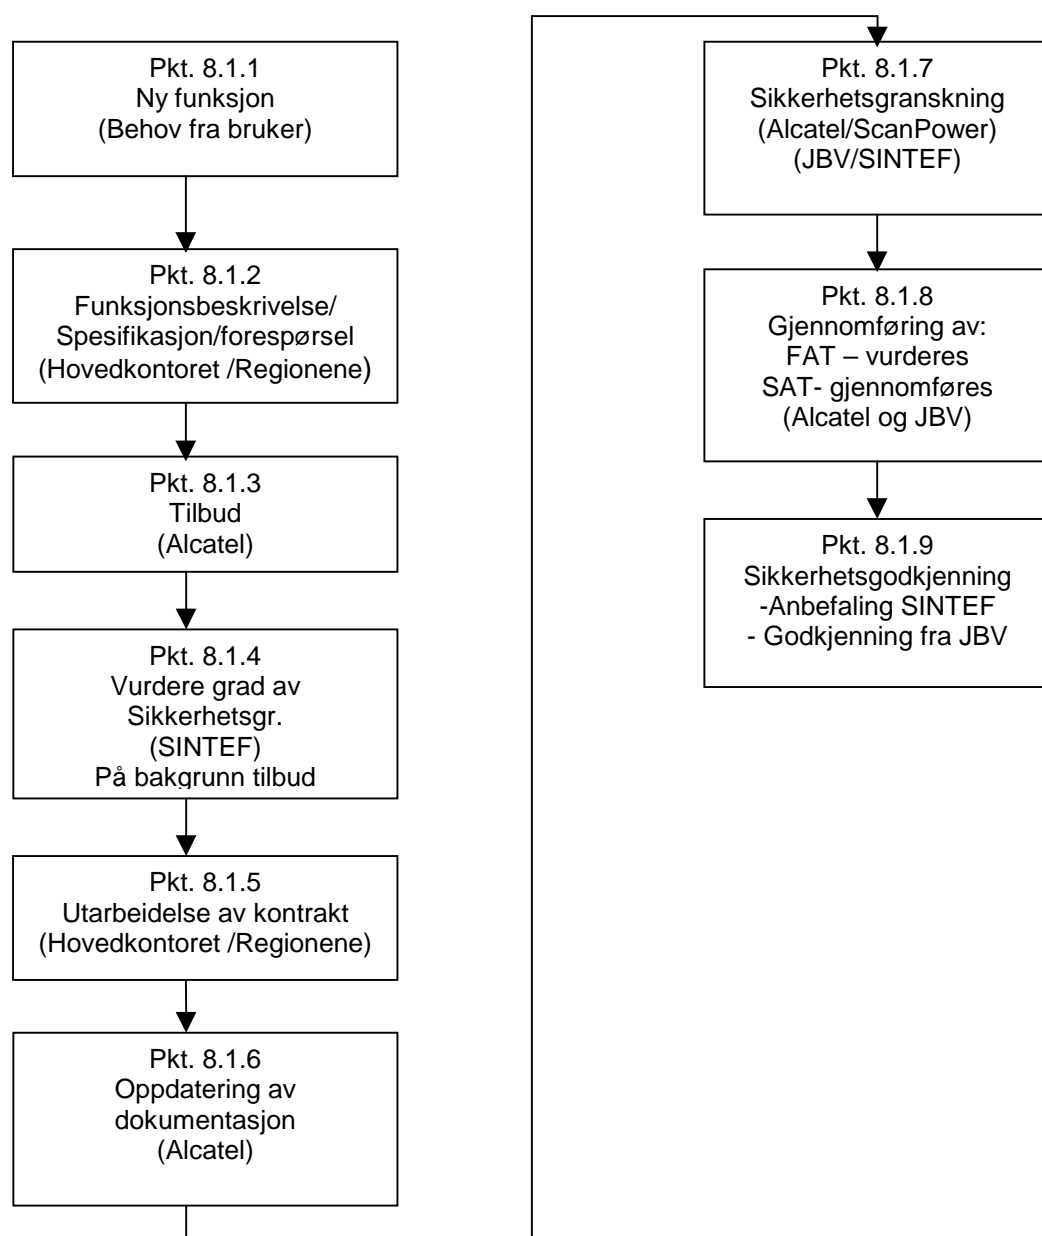 Pkt. 8.1.1
Ny funksjon
(Behov fra bruker)
Pkt. 8.1.2
Funksjonsbeskrivelse/
Spesifikasjon/forespørsel
(Hovedkontoret /Regionene)
Pkt. 8.1.3
Tilbud
(Alcatel)
Pkt. 8.1.4
Vurdere grad av
Sikkerhetsgr.
(SINTEF)
På bakgrunn tilbud
Pkt. 8.1.5
Utarbeidelse av kontrakt
(Hovedkontoret /Regionene)
Pkt. 8.1.6
Oppdatering av
dokumentasjon
(Alcatel)
Pkt. 8.1.7
Sikkerhetsgranskning
(Alcatel/ScanPower)
(JBV/SINTEF)
Pkt. 8.1.8
Gjennomføring av:
FAT – vurderes
SAT- gjennomføres
(Alcatel og JBV)
Pkt. 8.1.9
Sikkerhetsgodkjenning
-Anbefaling SINTEF
- Godkjenning fra JBV